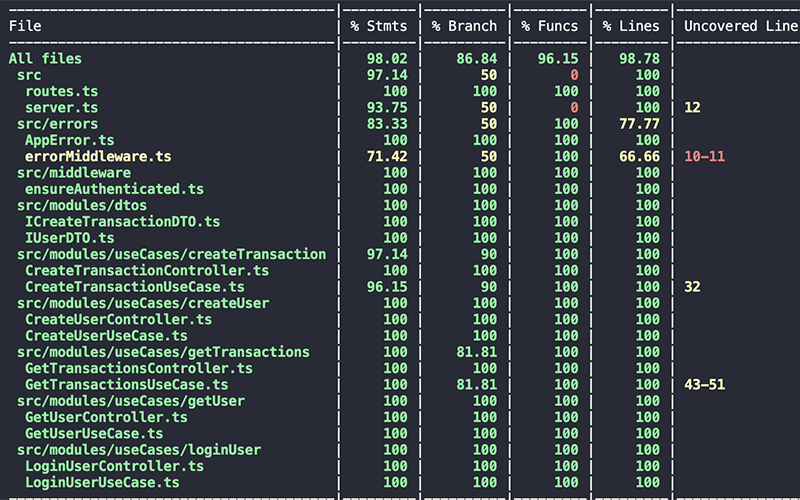 File | % Stmts | % Branch | % Funcs | % Lines | Uncovered Line
All files | 98.02 | 86.84 | 96.15 | 98.78 |
src | 97.14 | 50 | 0 | 100 |
routes.ts | 100 | 100 | 100 | 100 |
server.ts | 93.75 | 50 | 0 | 100 | 12
src/errors | 83.33 | 50 | 100 | 77.77 |
AppError.ts | 100 | 100 | 100 | 100 |
errorMiddleware.ts | 71.42 | 50 | 100 | 66.66 | 10-11
src/middleware | 100 | 100 | 100 | 100 |
ensureAuthenticated.ts | 100 | 100 | 100 | 100 |
src/modules/dtos | 100 | 100 | 100 | 100 |
ICreateTransactionDTO.ts | 100 | 100 | 100 | 100 |
IUserDTO.ts | 100 | 100 | 100 | 100 |
src/modules/useCases/createTransaction | 97.14 | 90 | 100 | 100 |
CreateTransactionController.ts | 100 | 100 | 100 | 100 |
CreateTransactionUseCase.ts | 96.15 | 90 | 100 | 100 | 32
src/modules/useCases/createUser | 100 | 100 | 100 | 100 |
CreateUserController.ts | 100 | 100 | 100 | 100 |
CreateUserUseCase.ts | 100 | 100 | 100 | 100 |
src/modules/useCases/getTransactions | 100 | 81.81 | 100 | 100 |
GetTransactionsController.ts | 100 | 100 | 100 | 100 |
GetTransactionsUseCase.ts | 100 | 81.81 | 100 | 100 | 43-51
src/modules/useCases/getUser | 100 | 100 | 100 | 100 |
GetUserController.ts | 100 | 100 | 100 | 100 |
GetUserUseCase.ts | 100 | 100 | 100 | 100 |
src/modules/useCases/loginUser | 100 | 100 | 100 | 100 |
LoginUserController.ts | 100 | 100 | 100 | 100 |
LoginUserUseCase.ts | 100 | 100 | 100 | 100 |